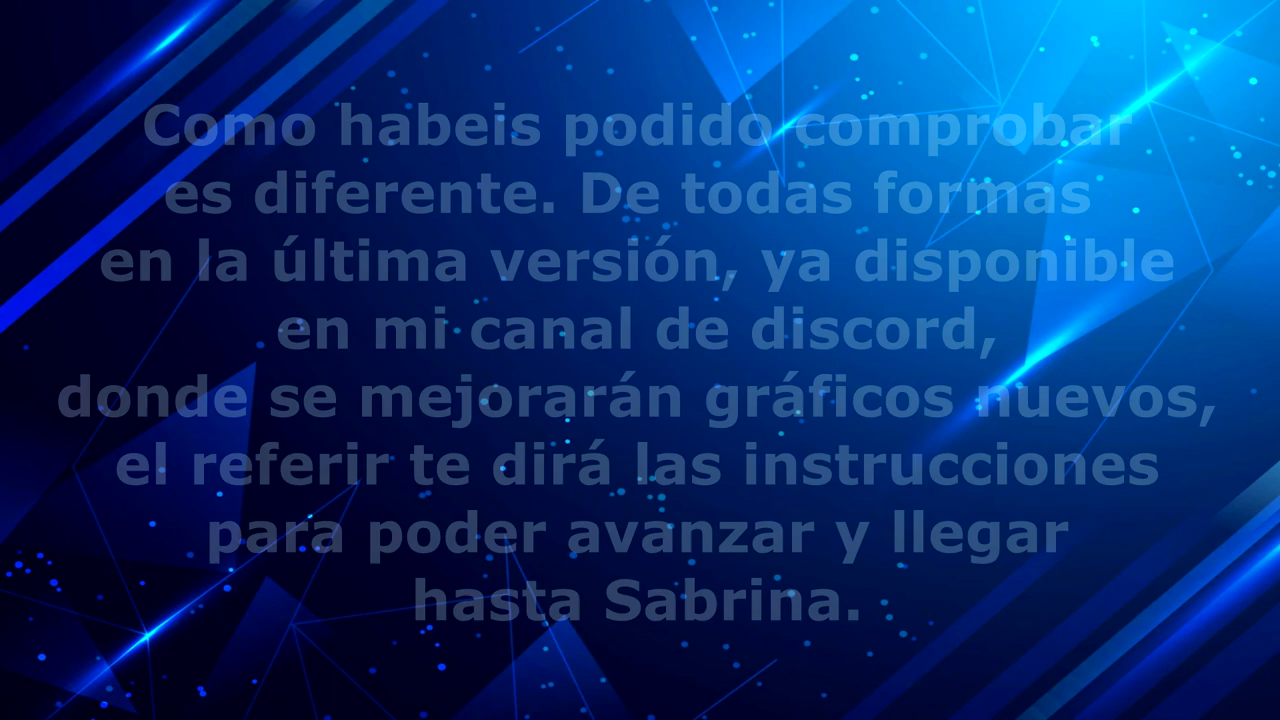 Como habeis podido comprobar
es diferente. De todas formas
en la última versión, ya disponible
en mi canal de discord,
donde se mejorarán gráficos nuevos,
el referir te dirá las instrucciones
para poder avanzar y llegar
hasta Sabrina.